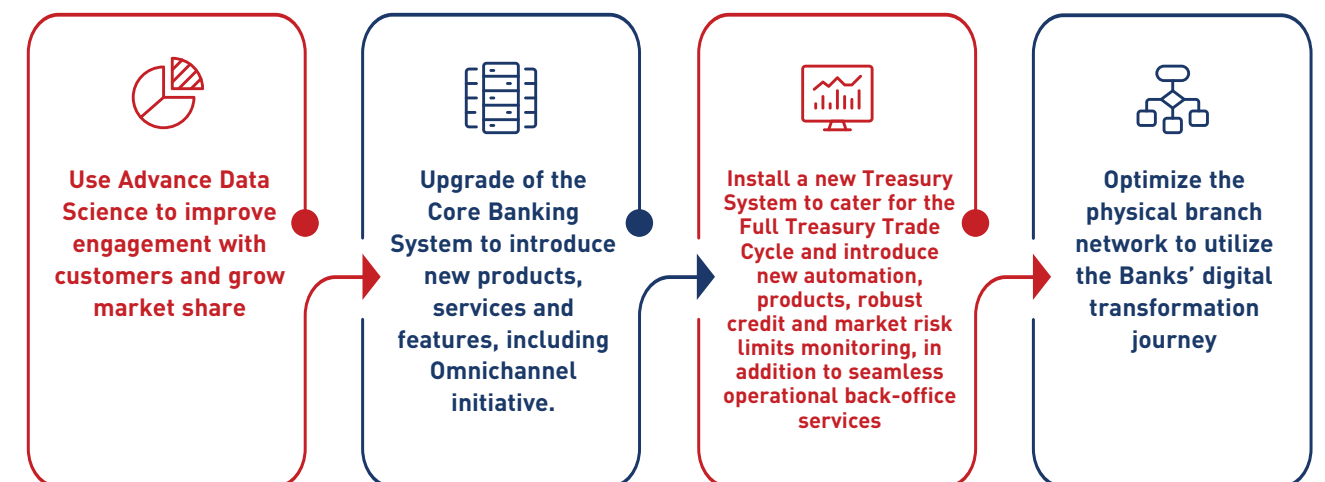 Use Advance Data
Science to improve
engagement with
customers and grow
market share
Upgrade of the
Core Banking
System to introduce
new products,
services and
features, including
Omnichannel
initiative.
Install a new Treasury
System to cater for the
Full Treasury Trade
Cycle and introduce
new automation,
products, robust
credit and market risk
limits monitoring, in
addition to seamless
operational back-office
services
Optimize the
physical branch
network to utilize
the Banks’ digital
transformation
journey